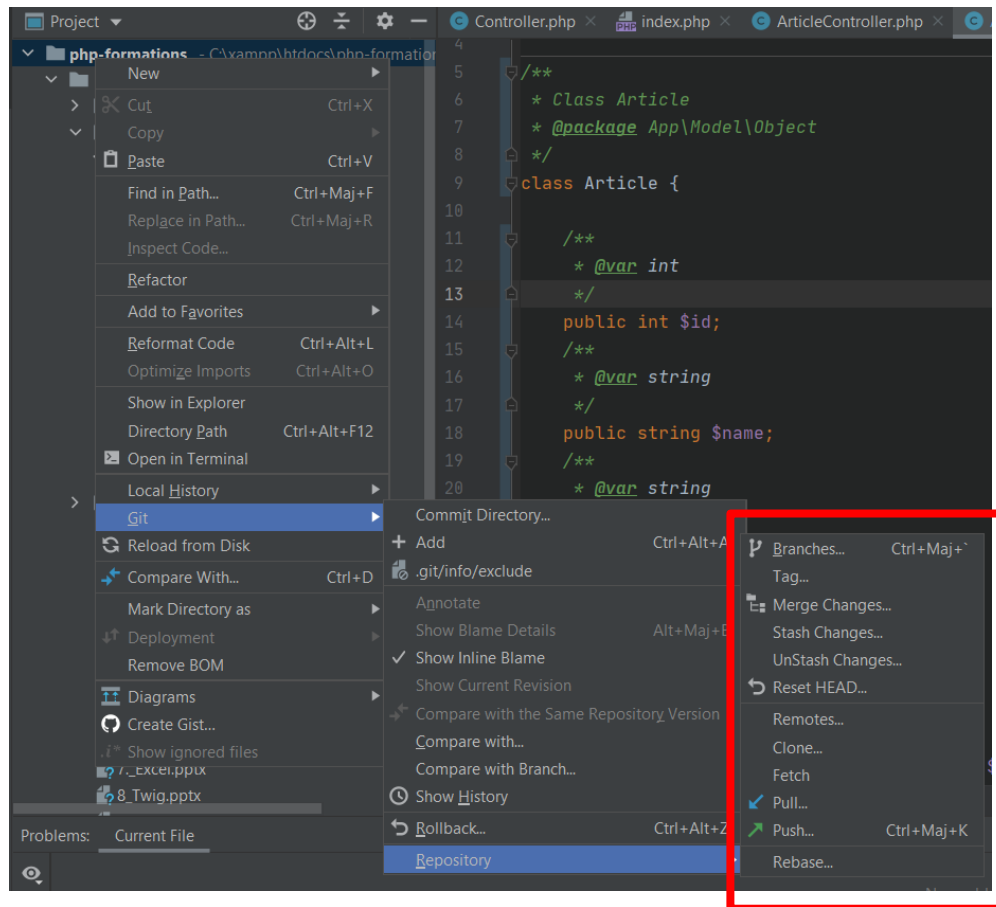 Project
Controller.php
index.php
ArticleController.php
php-formations - C:\xampp\htdocs\php-formation
New
Cut Ctrl+X
Copy
Paste Ctrl+V
Find in Path... Ctrl+Maj+F
Replace in Path... Ctrl+Maj+R
Inspect Code...
Refactor
Add to Favorites
Reformat Code Ctrl+Alt+L
Optimize Imports Ctrl+Alt+O
Show in Explorer
Directory Path Ctrl+Alt+F12
Open in Terminal
Local History
Git
Reload from Disk
Compare With... Ctrl+D
Mark Directory as
Deployment
Remove BOM
Diagrams
Create Gist...
.i* Show ignored files
7._Excel.pptx
8_Twig.pptx
Problems: Current File
4
5 /**
6 * Class Article
7 * @package App\Model\Object
8 */
9 class Article {
10
11 /**
12 * @var int
13 */
14 public int $id;
15 /**
16 * @var string
17 */
18 public string $name;
19 /**
20 * @var string
Commit Directory...
Add Ctrl+Alt+A
.git/info/exclude
Annotate
Show Blame Details Alt+Maj+B
Show Inline Blame
Show Current Revision
Compare with the Same Repository Version
Compare with...
Compare with Branch...
Show History
Rollback... Ctrl+Alt+Z
Repository
Branches... Ctrl+Maj+`
Tag...
Merge Changes...
Stash Changes...
UnStash Changes...
Reset HEAD...
Remotes...
Clone...
Fetch
Pull...
Push... Ctrl+Maj+K
Rebase...